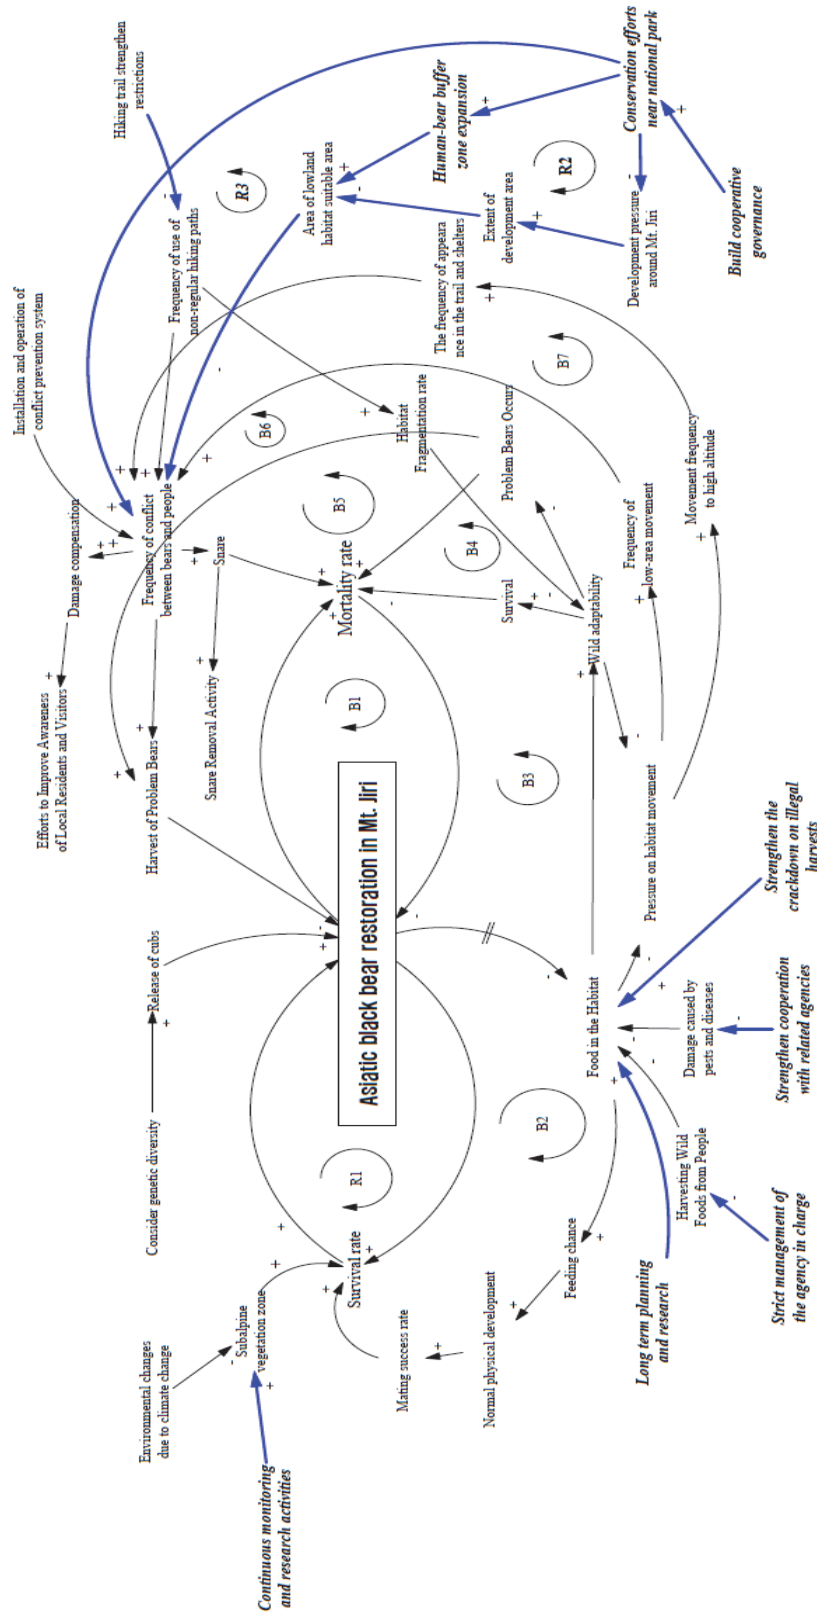 Environmental changes
due to climate change
Continuous monitoring
and research activities
Subalpine
vegetation zone
Consider genetic diversity
Release of cubs
Efforts to Improve Awareness
of Local Residents and Visitors
Harvest of Problem Bears
Damage compensation
Snare Removal Activity
Snare
Installation and operation of
conflict prevention system
Frequency of conflict
between bears and people
Hiking trail strengthen
restrictions
Frequency of use of
non-regular hiking paths
Survival rate
R1
Mating success rate
Normal physical development
Feeding chance
B2
Asiatic black bear restoration in Mt. Jiri
B1
Mortality rate
B5
B6
R3
Area of lowland
habitat suitable area
Human-bear buffer
zone expansion
Conservation efforts
near national park
R2
Extent of
development area
Development pressure
around Mt. Jiri
Build cooperative
governance
The frequency of appeara
nce in the trail and shelters
Habitat
Fragmentation rate
Problem Bears Occurs
B7
B4
Survival
B3
Wild adaptability
Frequency of
low-area movement
Movement frequency
to high altitude
Pressure on habitat movement
Food in the Habitat
Damage caused by
pests and diseases
Harvesting Wild
Foods from People
Long term planning
and research
Strict management of
the agency in charge
Strengthen cooperation
with related agencies
Strengthen the
crackdown on illegal
harvests